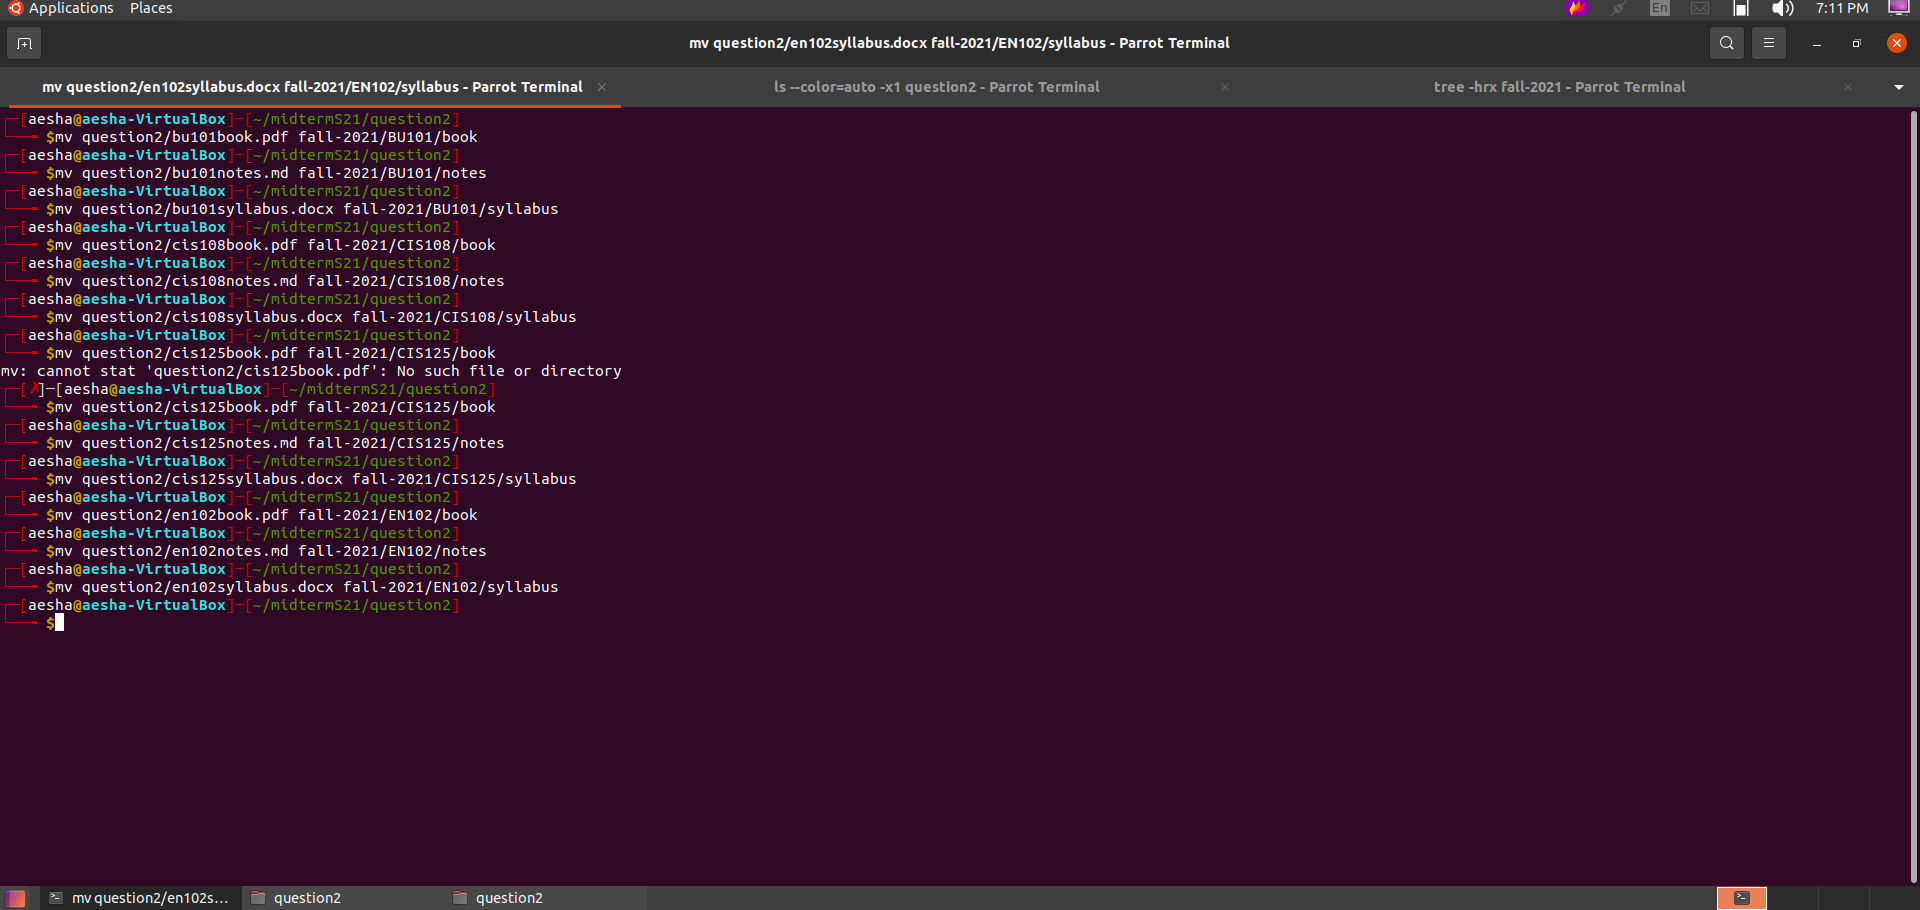 Applications Places En 7:11 PM
mv question2/en102syllabus.docx fall-2021/EN102/syllabus - Parrot Terminal
mv question2/en102syllabus.docx fall-2021/EN102/syllabus - Parrot Terminal × ls --color=auto -x1 question2 - Parrot Terminal × tree -hrx fall-2021 - Parrot Terminal ×
┌─[aesha@aesha-VirtualBox]─[~/midtermS21/question2]
└──╼ $mv question2/bu101book.pdf fall-2021/BU101/book
┌─[aesha@aesha-VirtualBox]─[~/midtermS21/question2]
└──╼ $mv question2/bu101notes.md fall-2021/BU101/notes
┌─[aesha@aesha-VirtualBox]─[~/midtermS21/question2]
└──╼ $mv question2/bu101syllabus.docx fall-2021/BU101/syllabus
┌─[aesha@aesha-VirtualBox]─[~/midtermS21/question2]
└──╼ $mv question2/cis108book.pdf fall-2021/CIS108/book
┌─[aesha@aesha-VirtualBox]─[~/midtermS21/question2]
└──╼ $mv question2/cis108notes.md fall-2021/CIS108/notes
┌─[aesha@aesha-VirtualBox]─[~/midtermS21/question2]
└──╼ $mv question2/cis108syllabus.docx fall-2021/CIS108/syllabus
┌─[aesha@aesha-VirtualBox]─[~/midtermS21/question2]
└──╼ $mv question2/cis125book.pdf fall-2021/CIS125/book
mv: cannot stat 'question2/cis125book.pdf': No such file or directory
┌─[✗]─[aesha@aesha-VirtualBox]─[~/midtermS21/question2]
└──╼ $mv question2/cis125book.pdf fall-2021/CIS125/book
┌─[aesha@aesha-VirtualBox]─[~/midtermS21/question2]
└──╼ $mv question2/cis125notes.md fall-2021/CIS125/notes
┌─[aesha@aesha-VirtualBox]─[~/midtermS21/question2]
└──╼ $mv question2/cis125syllabus.docx fall-2021/CIS125/syllabus
┌─[aesha@aesha-VirtualBox]─[~/midtermS21/question2]
└──╼ $mv question2/en102book.pdf fall-2021/EN102/book
┌─[aesha@aesha-VirtualBox]─[~/midtermS21/question2]
└──╼ $mv question2/en102notes.md fall-2021/EN102/notes
┌─[aesha@aesha-VirtualBox]─[~/midtermS21/question2]
└──╼ $mv question2/en102syllabus.docx fall-2021/EN102/syllabus
┌─[aesha@aesha-VirtualBox]─[~/midtermS21/question2]
└──╼ $
mv question2/en102s... question2 question2